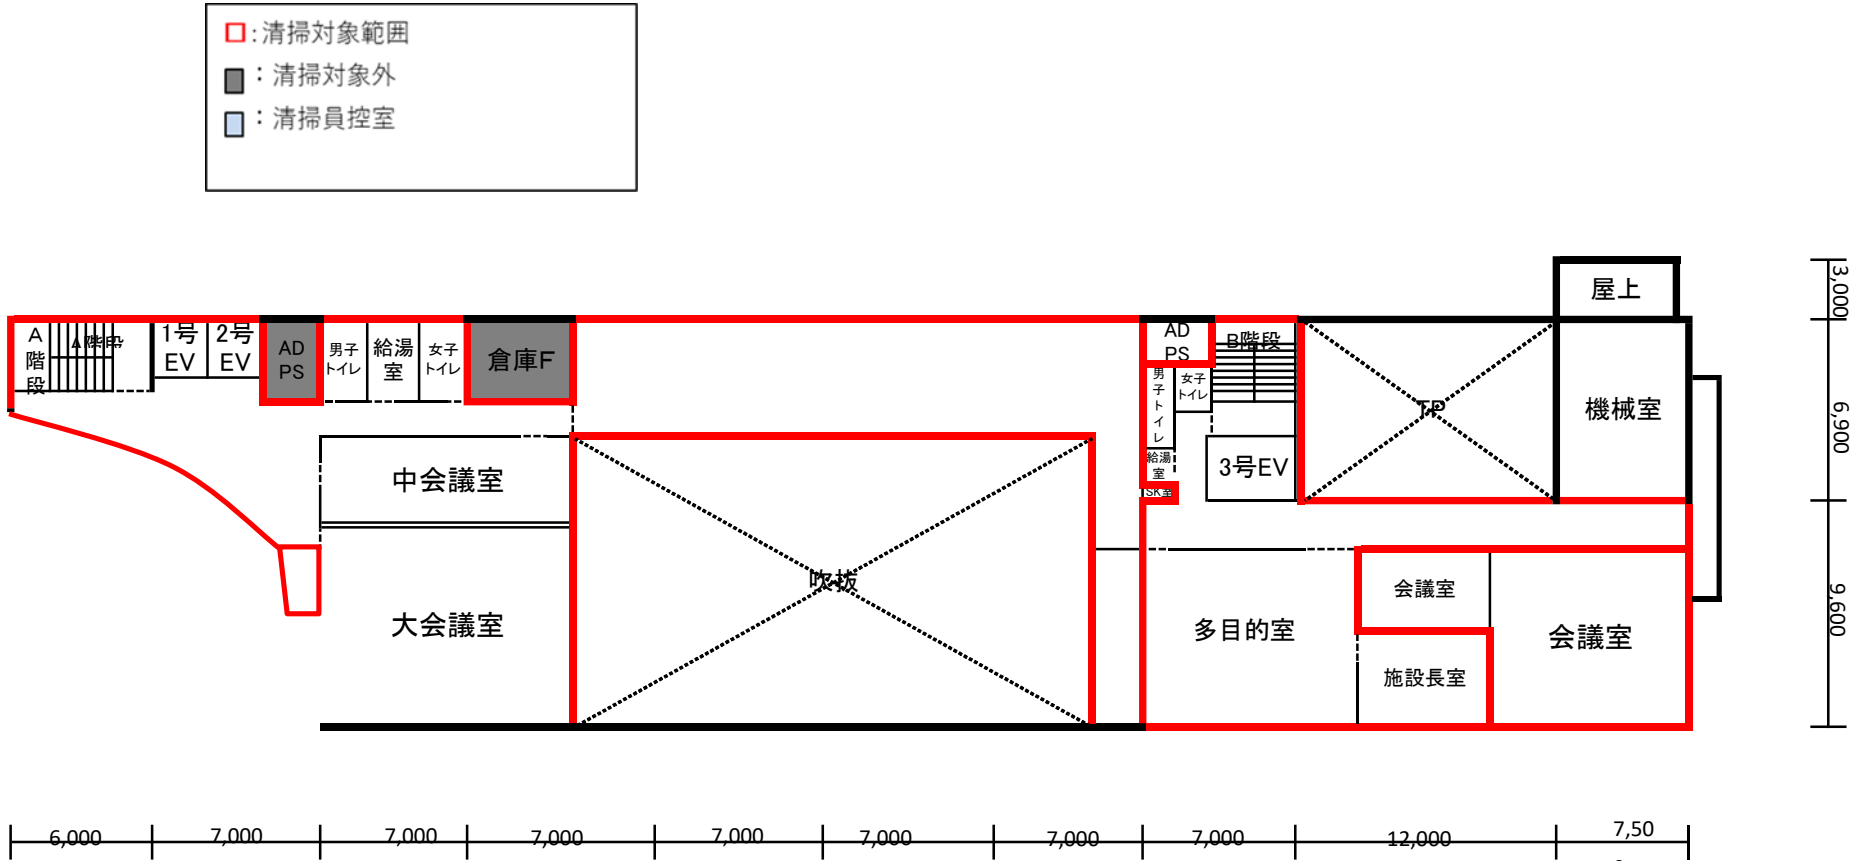 :清掃対象範囲
：清掃対象外
：清掃員控室
屋上
3,000
A
階
段
A階段
1号
EV
2号
EV
AD
PS
男子
トイレ
給湯
室
女子
トイレ
倉庫F
AD
PS
B階段
男
子
ト
イ
レ
女子
トイレ
TP
機械室
6,900
中会議室
給湯
室
SK室
3号EV
吹抜
大会議室
多目的室
会議室
会議室
施設長室
9,600
6,000
7,000
7,000
7,000
7,000
7,000
7,000
7,000
12,000
7,50